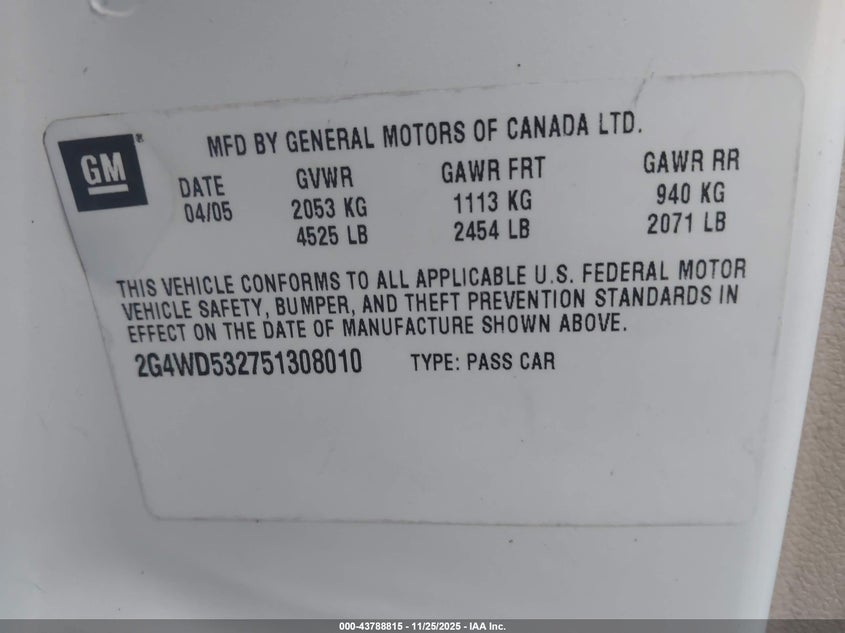 MFD BY GENERAL MOTORS OF CANADA LTD.
GM®
DATE GVWR GAWR FRT GAWR RR
04/05 2053 KG 1113 KG 940 KG
4525 LB 2454 LB 2071 LB
THIS VEHICLE CONFORMS TO ALL APPLICABLE U.S. FEDERAL MOTOR
VEHICLE SAFETY, BUMPER, AND THEFT PREVENTION STANDARDS IN
EFFECT ON THE DATE OF MANUFACTURE SHOWN ABOVE.
2G4WD532751308010 TYPE: PASS CAR
000-43788815 - 11/25/2025 - IAA Inc.